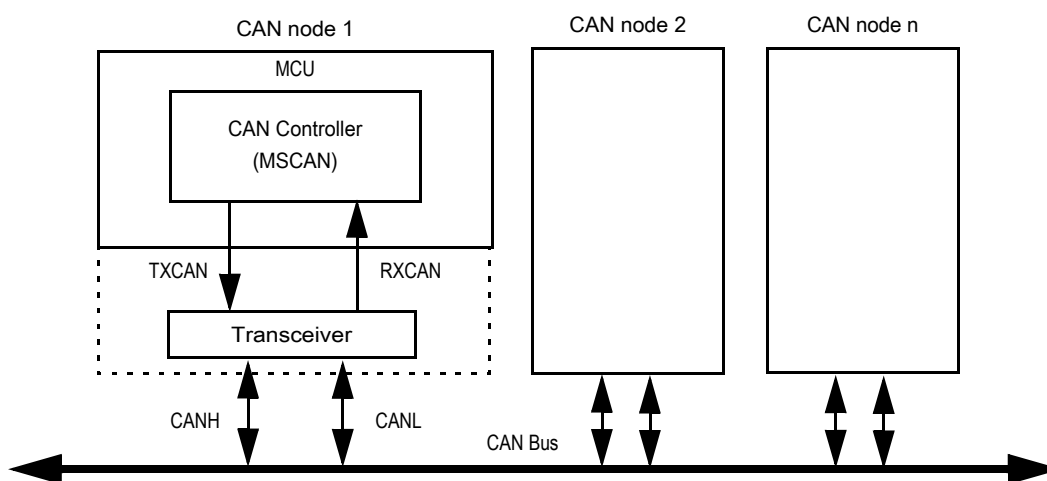 CAN node 1
CAN node 2
CAN node n
MCU
CAN Controller
(MSCAN)
TXCAN
RXCAN
Transceiver
CANH
CANL
CAN Bus